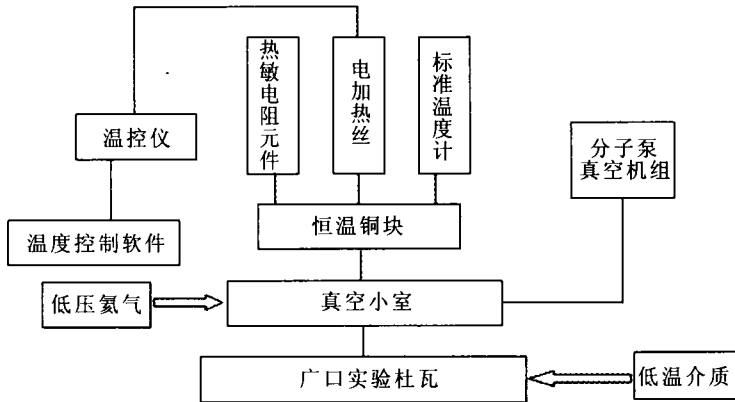 热敏电阻元件
电加热丝
标准温度计
温控仪
分子泵
真空机组
恒温铜块
温度控制软件
低压氦气
真空小室
广口实验杜瓦
低温介质